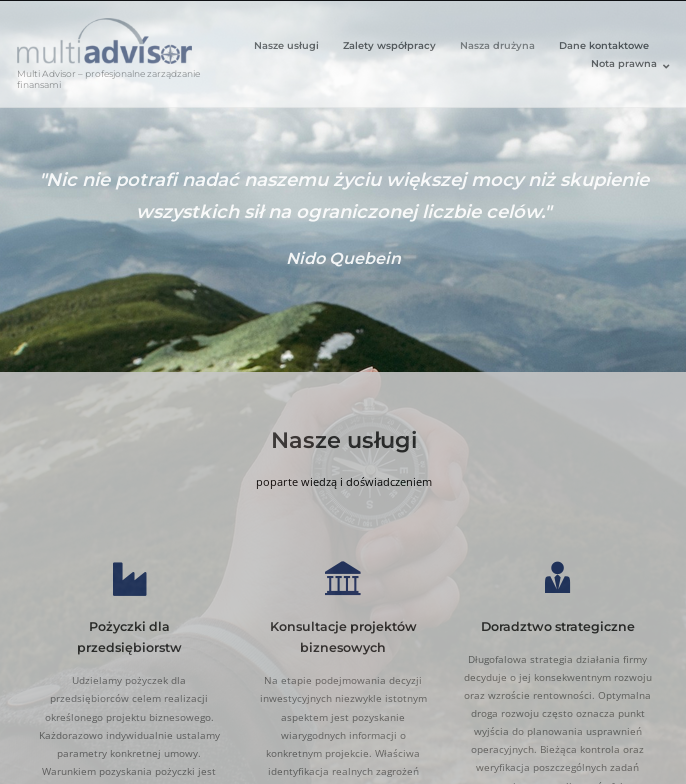 multiadvisor
Multi Advisor – profesjonalne zarządzanie
finansami
Nasze usługi
Zalety współpracy
Nasza drużyna
Dane kontaktowe
Nota prawna
"Nic nie potrafi nadać naszemu życiu większej mocy niż skupienie
wszystkich sił na ograniczonej liczbie celów."
Nido Quebein
Nasze usługi
poparte wiedzą i doświadczeniem
Pożyczki dla
przedsiębiorstw
Udzielamy pożyczek dla
przedsiębiorców celem realizacji
określonego projektu biznesowego.
Każdorazowo indywidualnie ustalamy
parametry konkretnej umowy.
Warunkiem pozyskania pożyczki jest
Konsultacje projektów
biznesowych
Na etapie podejmowania decyzji
inwestycyjnych niezwykle istotnym
aspektem jest pozyskanie
wiarygodnych informacji o
konkretnym projekcie. Właściwa
identyfikacja realnych zagrożeń
Doradztwo strategiczne
Długofalowa strategia działania firmy
decyduje o jej konsekwentnym rozwoju
oraz wzroście rentowności. Optymalna
droga rozwoju często oznacza punkt
wyjścia do planowania usprawnień
operacyjnych. Bieżąca kontrola oraz
weryfikacja poszczególnych zadań